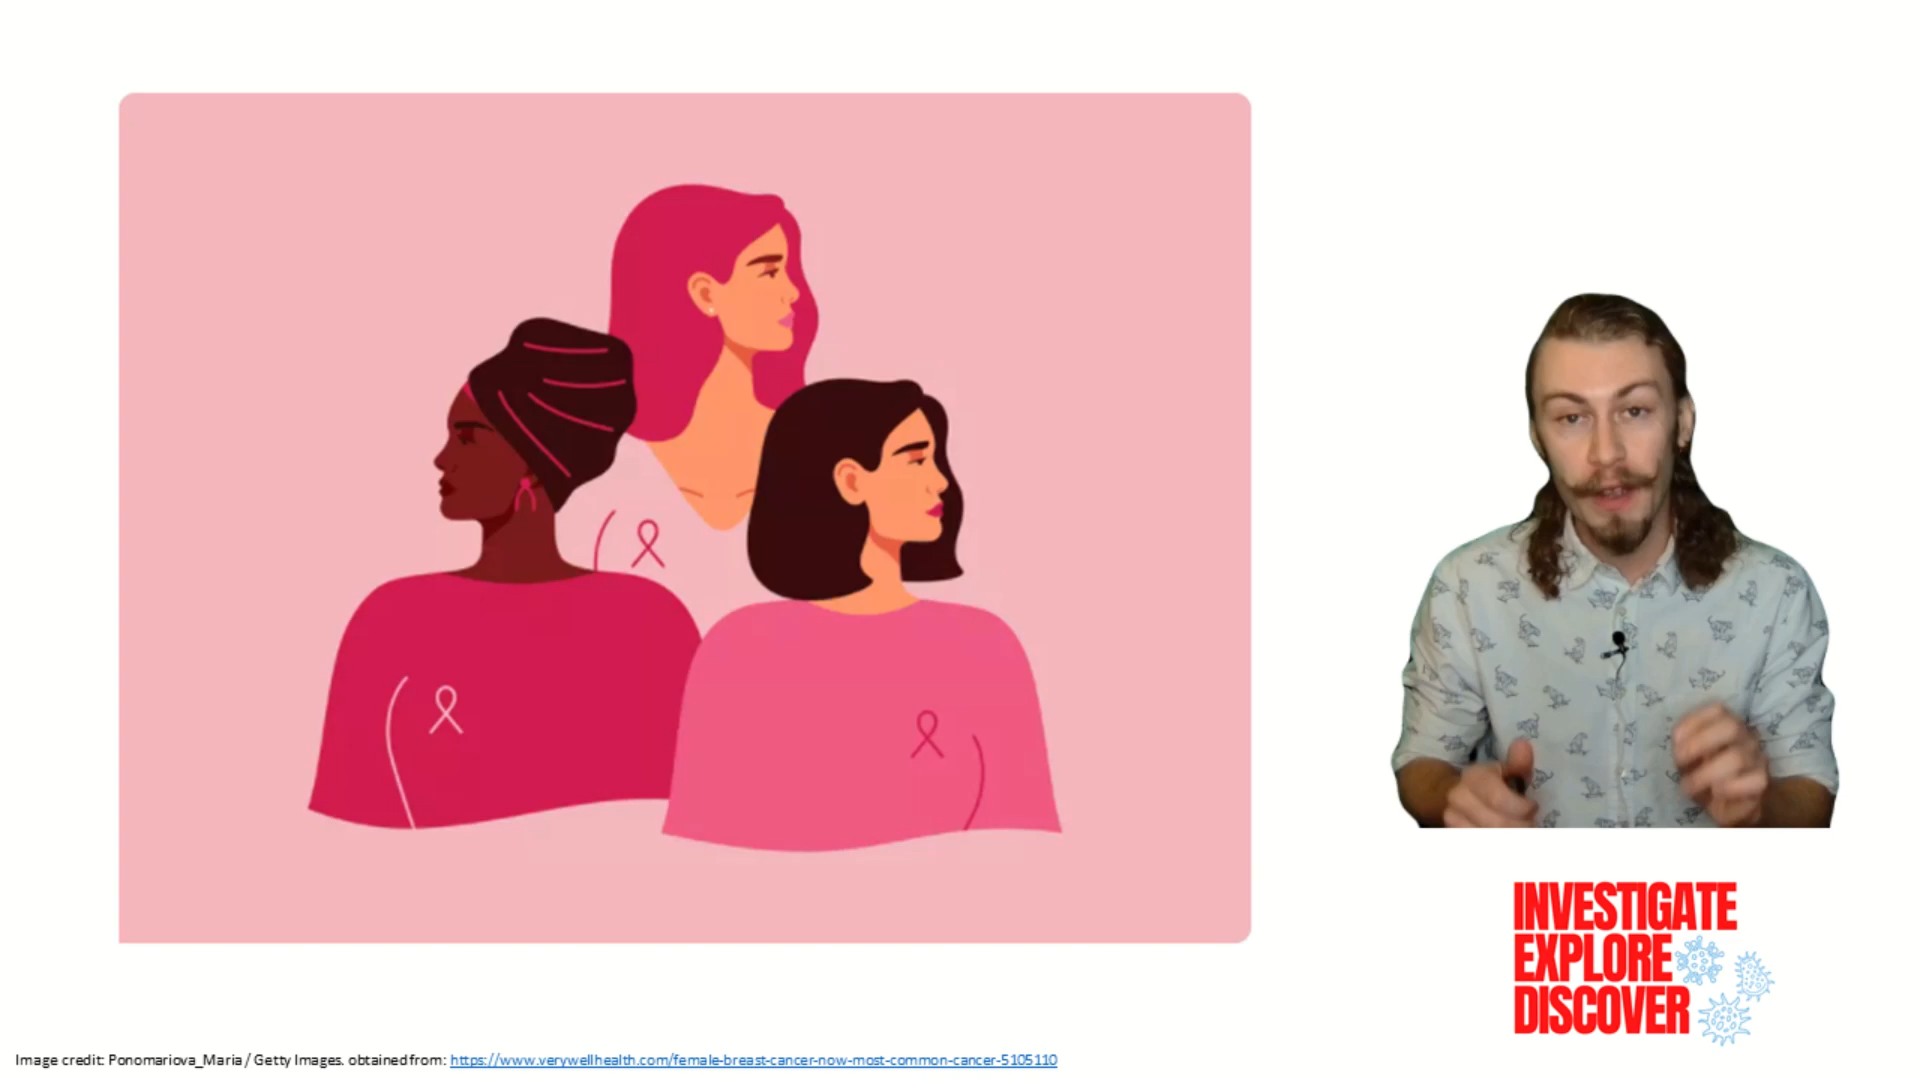 INVESTIGATE
EXPLORE
DISCOVER
Image credit: Ponomariova_Maria / Getty Images. obtained from: https://www.verywellhealth.com/female-breast-cancer-now-most-common-cancer-5105110